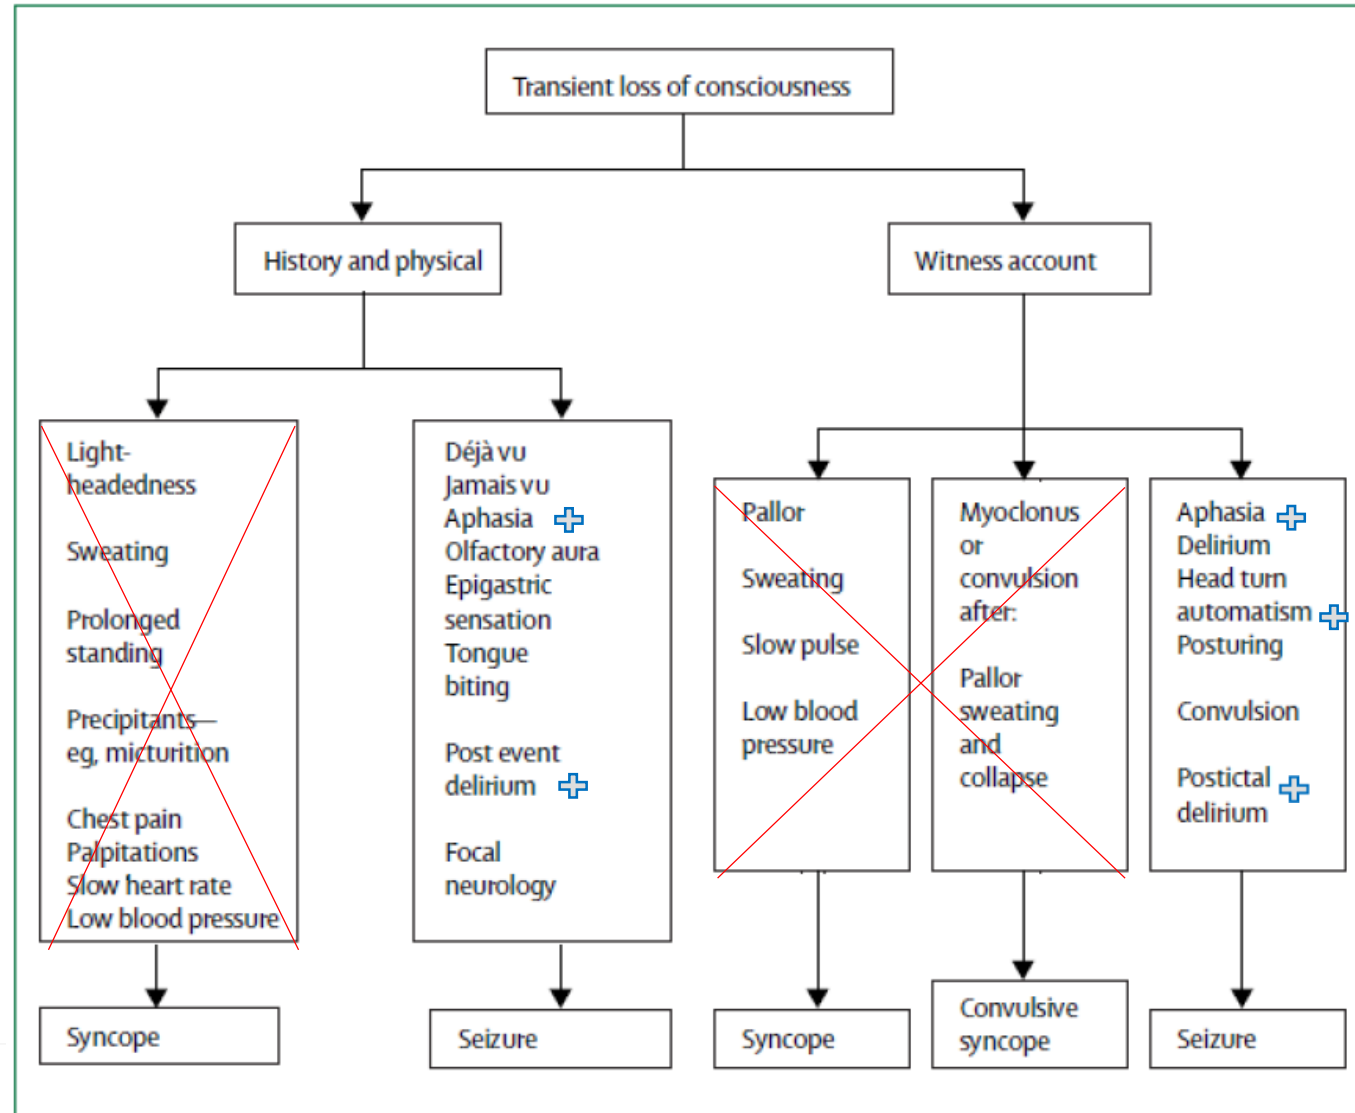 Transient loss of consciousness
History and physical
Witness account
Light-
headedness
Sweating
Prolonged
standing
Precipitants—
eg, micturition
Chest pain
Palpitations
Slow heart rate
Low blood pressure
Déjà vu
Jamais vu
Aphasia
Olfactory aura
Epigastric
sensation
Tongue
biting
Post event
delirium
Focal
neurology
Pallor
Sweating
Slow pulse
Low blood
pressure
Myoclonus
or
convulsion
after:
Pallor
sweating
and
collapse
Aphasia
Delirium
Head turn
automatism
Posturing
Convulsion
Postictal
delirium
Syncope
Seizure
Syncope
Convulsive
syncope
Seizure